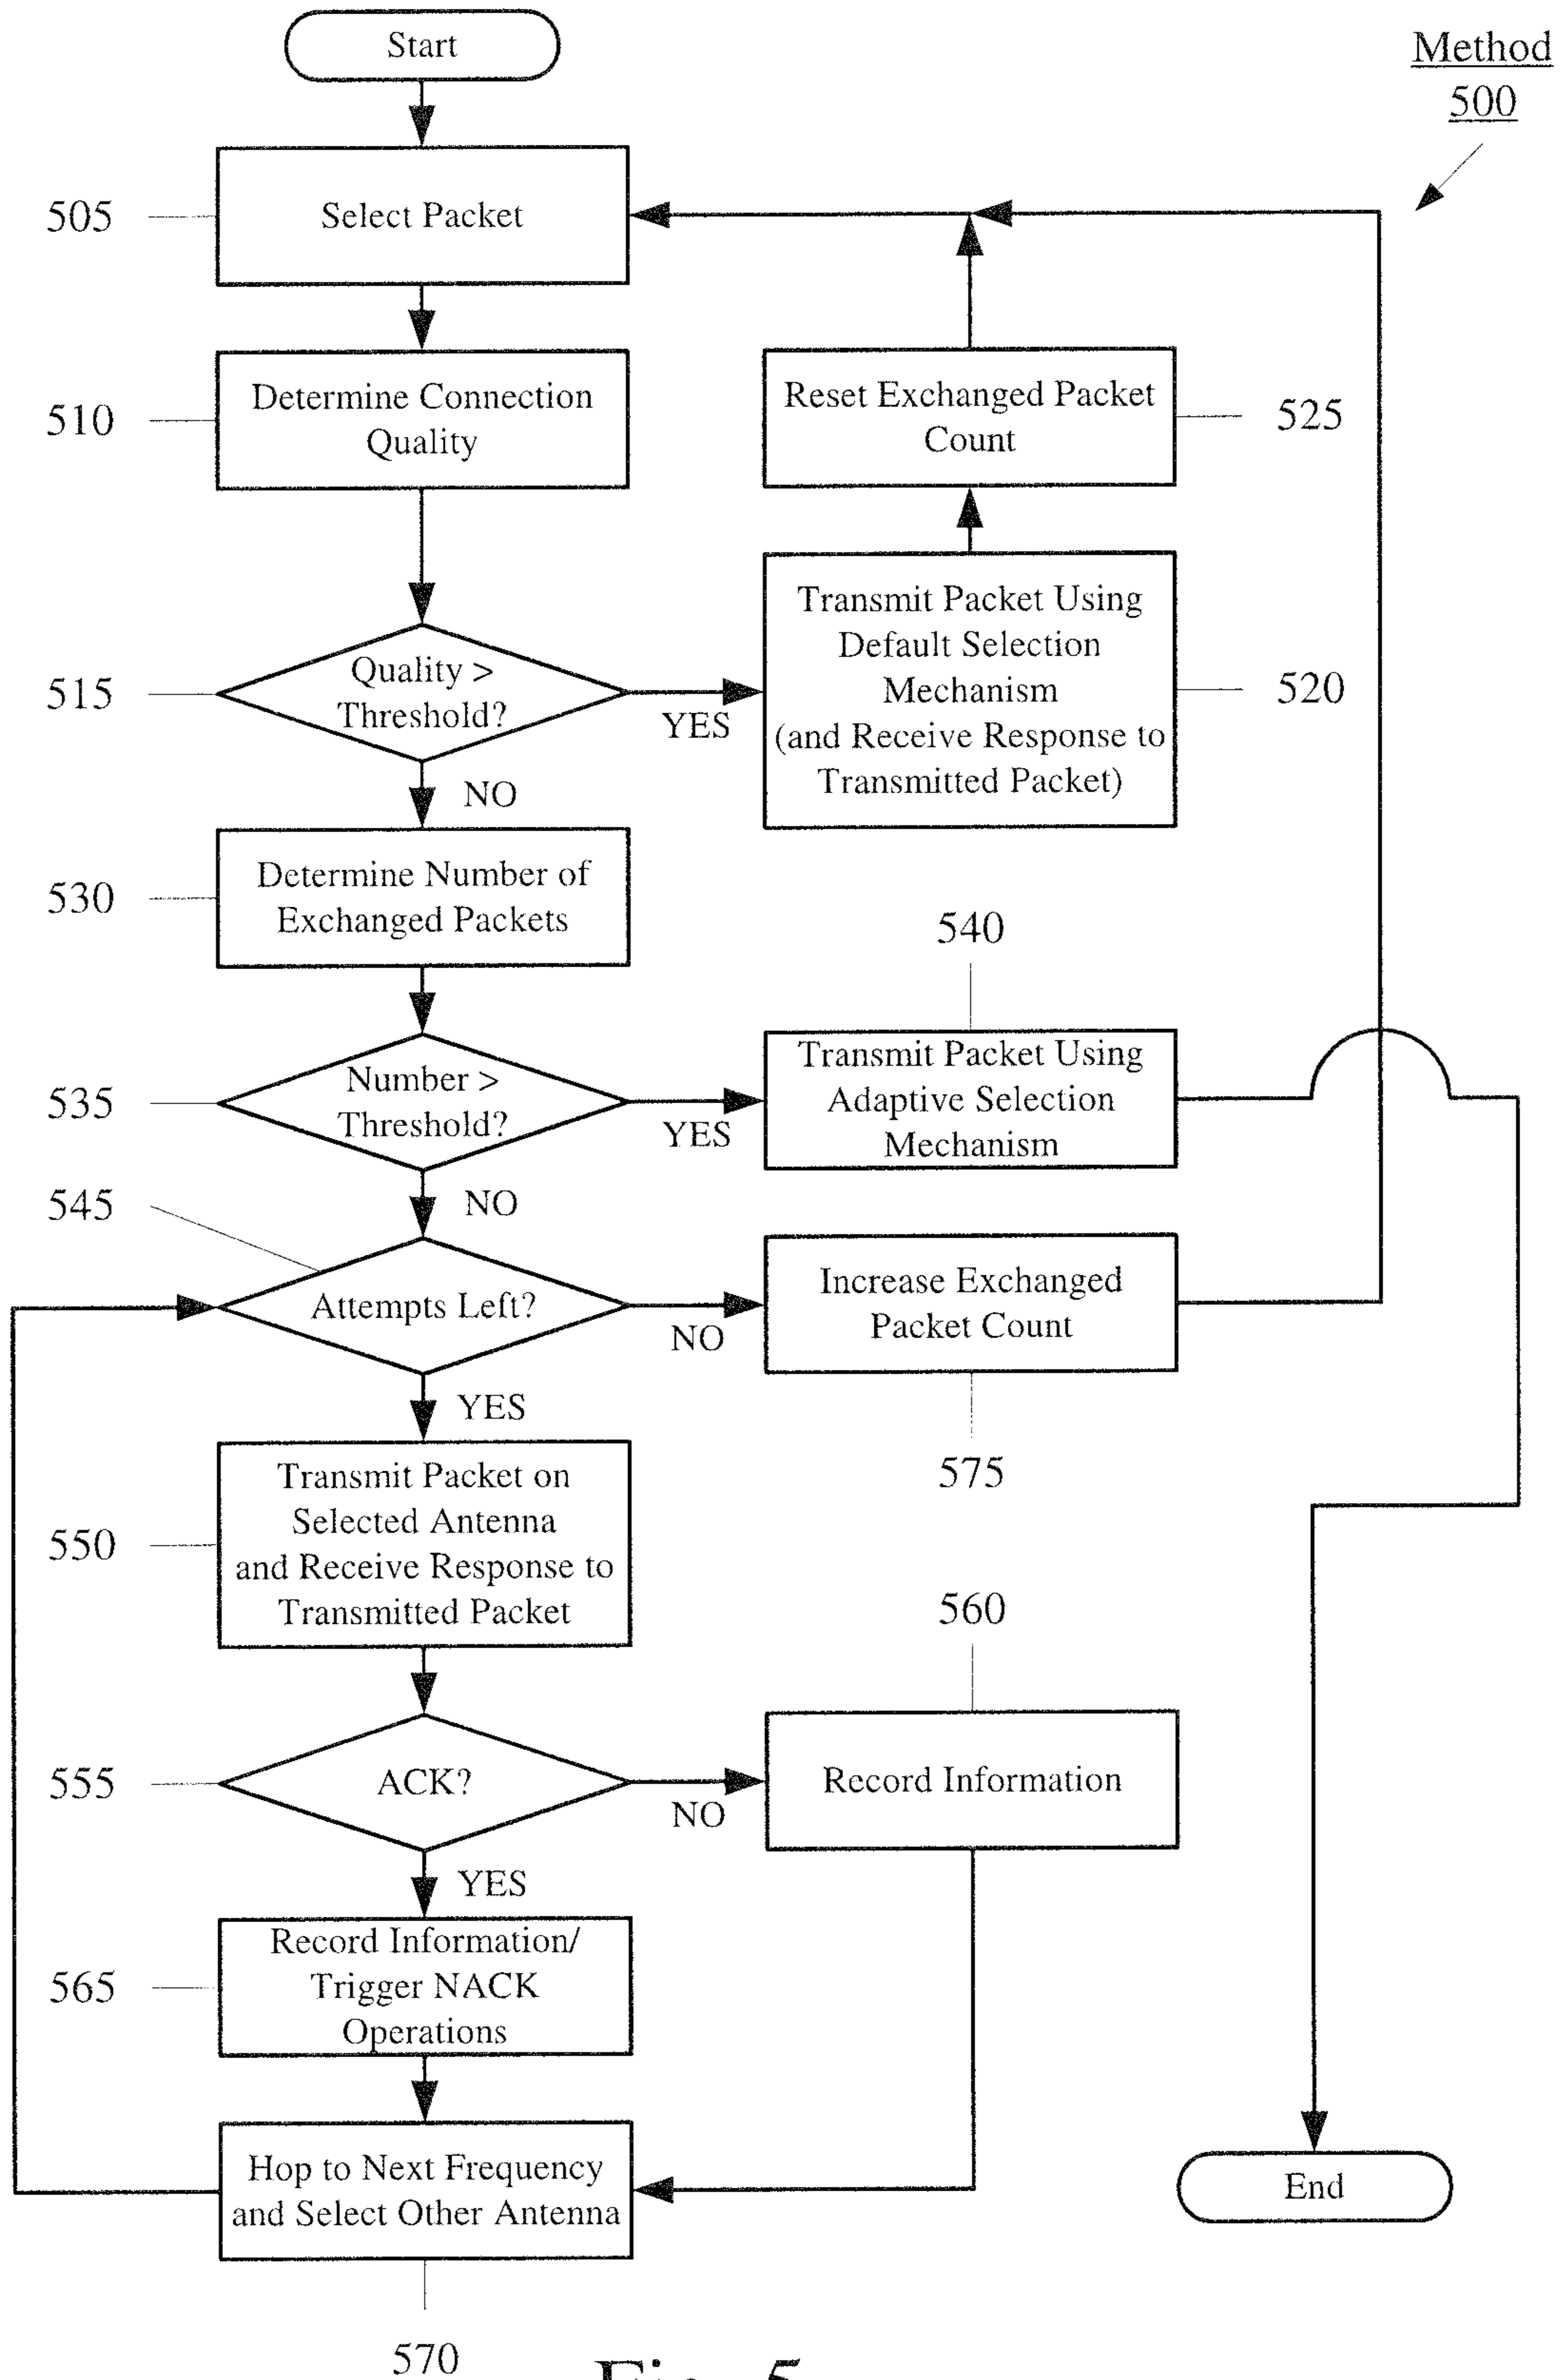 Start
Method
500
505
Select Packet
510
Determine Connection
Quality
Reset Exchanged Packet
Count
525
515
Quality >
Threshold?
YES
Transmit Packet Using
Default Selection
Mechanism
(and Receive Response to
Transmitted Packet)
520
NO
530
Determine Number of
Exchanged Packets
540
535
Number >
Threshold?
YES
Transmit Packet Using
Adaptive Selection
Mechanism
NO
545
Attempts Left?
NO
Increase Exchanged
Packet Count
575
YES
550
Transmit Packet on
Selected Antenna
and Receive Response to
Transmitted Packet
560
555
ACK?
NO
Record Information
YES
565
Record Information/
Trigger NACK
Operations
Hop to Next Frequency
and Select Other Antenna
End
570
Fig. 5